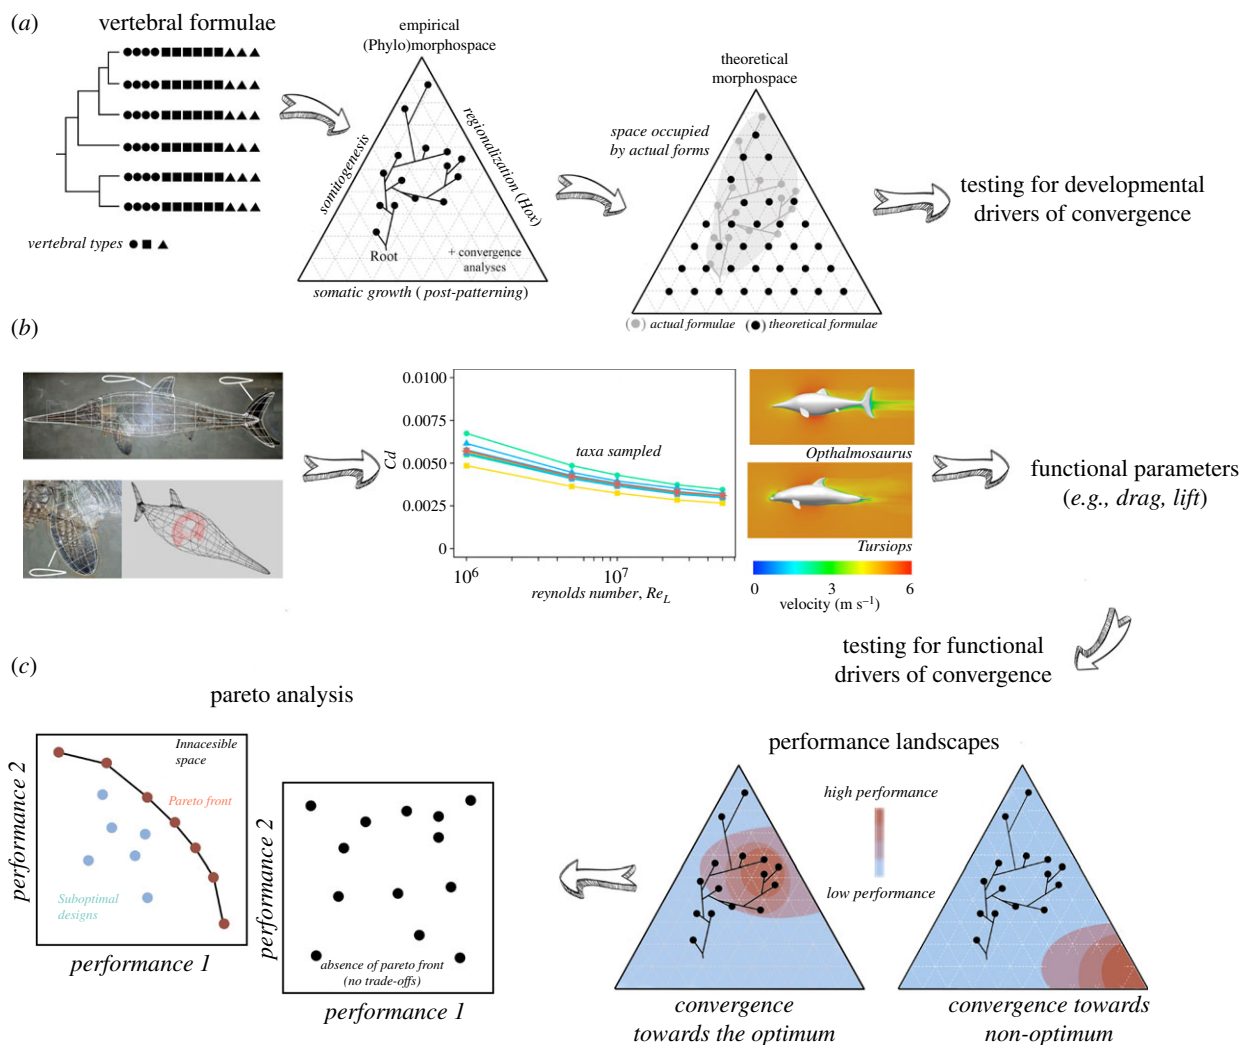 (a)
vertebral formulae
vertebral types
empirical
(Phylo)morphospace
somitogenesis
regionalization (Hox)
Root
+ convergence
analyses
somatic growth ( post-patterning)
theoretical
morphospace
space occupied
by actual forms
( ) actual formulae ( ) theoretical formulae
testing for developmental
drivers of convergence
(b)
0.0100
0.0075
0.0050
0.0025
0
Cd
taxa sampled
10⁶
10⁷
reynolds number, Re_L
Opthalmosaurus
Tursiops
0 3 6
velocity (m s⁻¹)
functional parameters
(e.g., drag, lift)
testing for functional
drivers of convergence
(c)
pareto analysis
Innacesible
space
Pareto front
Suboptimal
designs
performance 2
performance 1
performance 2
absence of pareto front
(no trade-offs)
performance 1
performance landscapes
high performance
low performance
convergence
towards the optimum
convergence towards
non-optimum